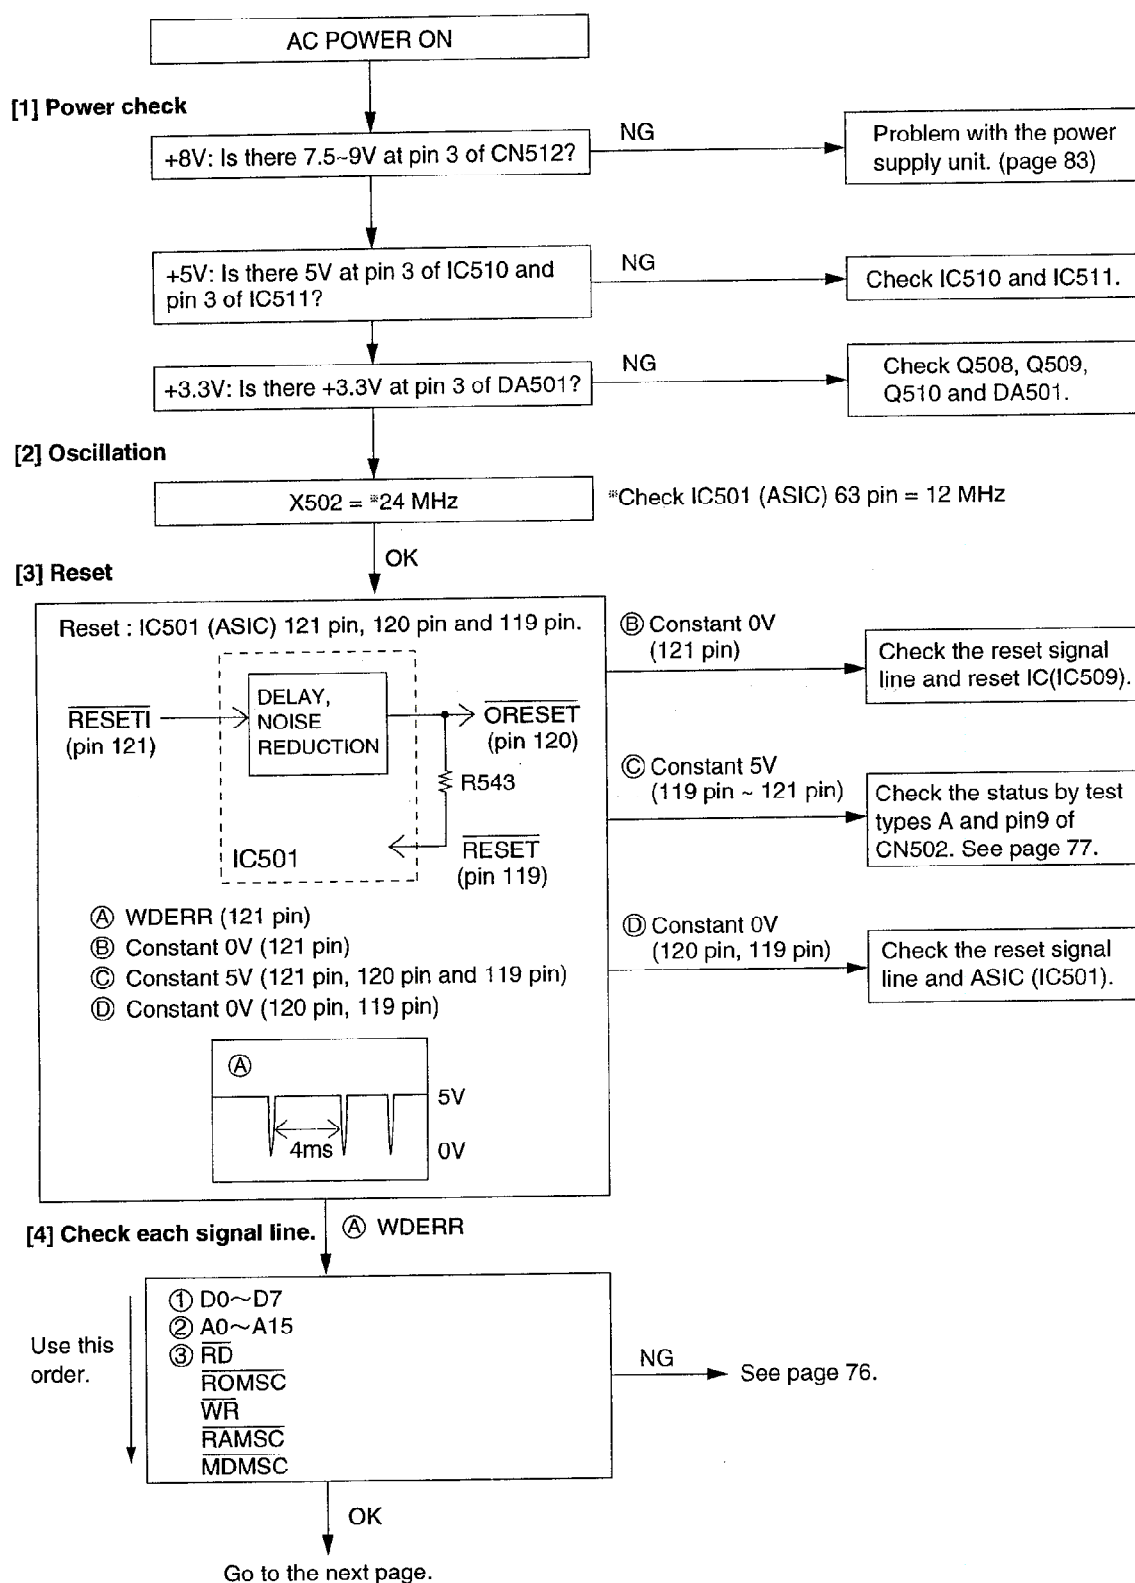 AC POWER ON
[1] Power check
+8V: Is there 7.5~9V at pin 3 of CN512?
NG
Problem with the power
supply unit. (page 83)
+5V: Is there 5V at pin 3 of IC510 and
pin 3 of IC511?
NG
Check IC510 and IC511.
+3.3V: Is there +3.3V at pin 3 of DA501?
NG
Check Q508, Q509,
Q510 and DA501.
[2] Oscillation
X502 = *24 MHz
*Check IC501 (ASIC) 63 pin = 12 MHz
OK
[3] Reset
Reset : IC501 (ASIC) 121 pin, 120 pin and 119 pin.
RESETI
(pin 121)
DELAY,
NOISE
REDUCTION
ORESET
(pin 120)
R543
RESET
(pin 119)
IC501
Ⓐ WDERR (121 pin)
Ⓑ Constant 0V (121 pin)
Ⓒ Constant 5V (121 pin, 120 pin and 119 pin)
Ⓓ Constant 0V (120 pin, 119 pin)
Ⓐ
5V
4ms
0V
Ⓑ Constant 0V
(121 pin)
Check the reset signal
line and reset IC(IC509).
Ⓒ Constant 5V
(119 pin ~ 121 pin)
Check the status by test
types A and pin9 of
CN502. See page 77.
Ⓓ Constant 0V
(120 pin, 119 pin)
Check the reset signal
line and ASIC (IC501).
[4] Check each signal line.
Ⓐ WDERR
Use this
order.
① D0~D7
② A0~A15
③ RD
ROMSC
WR
RAMSC
MDMSC
NG
See page 76.
OK
Go to the next page.